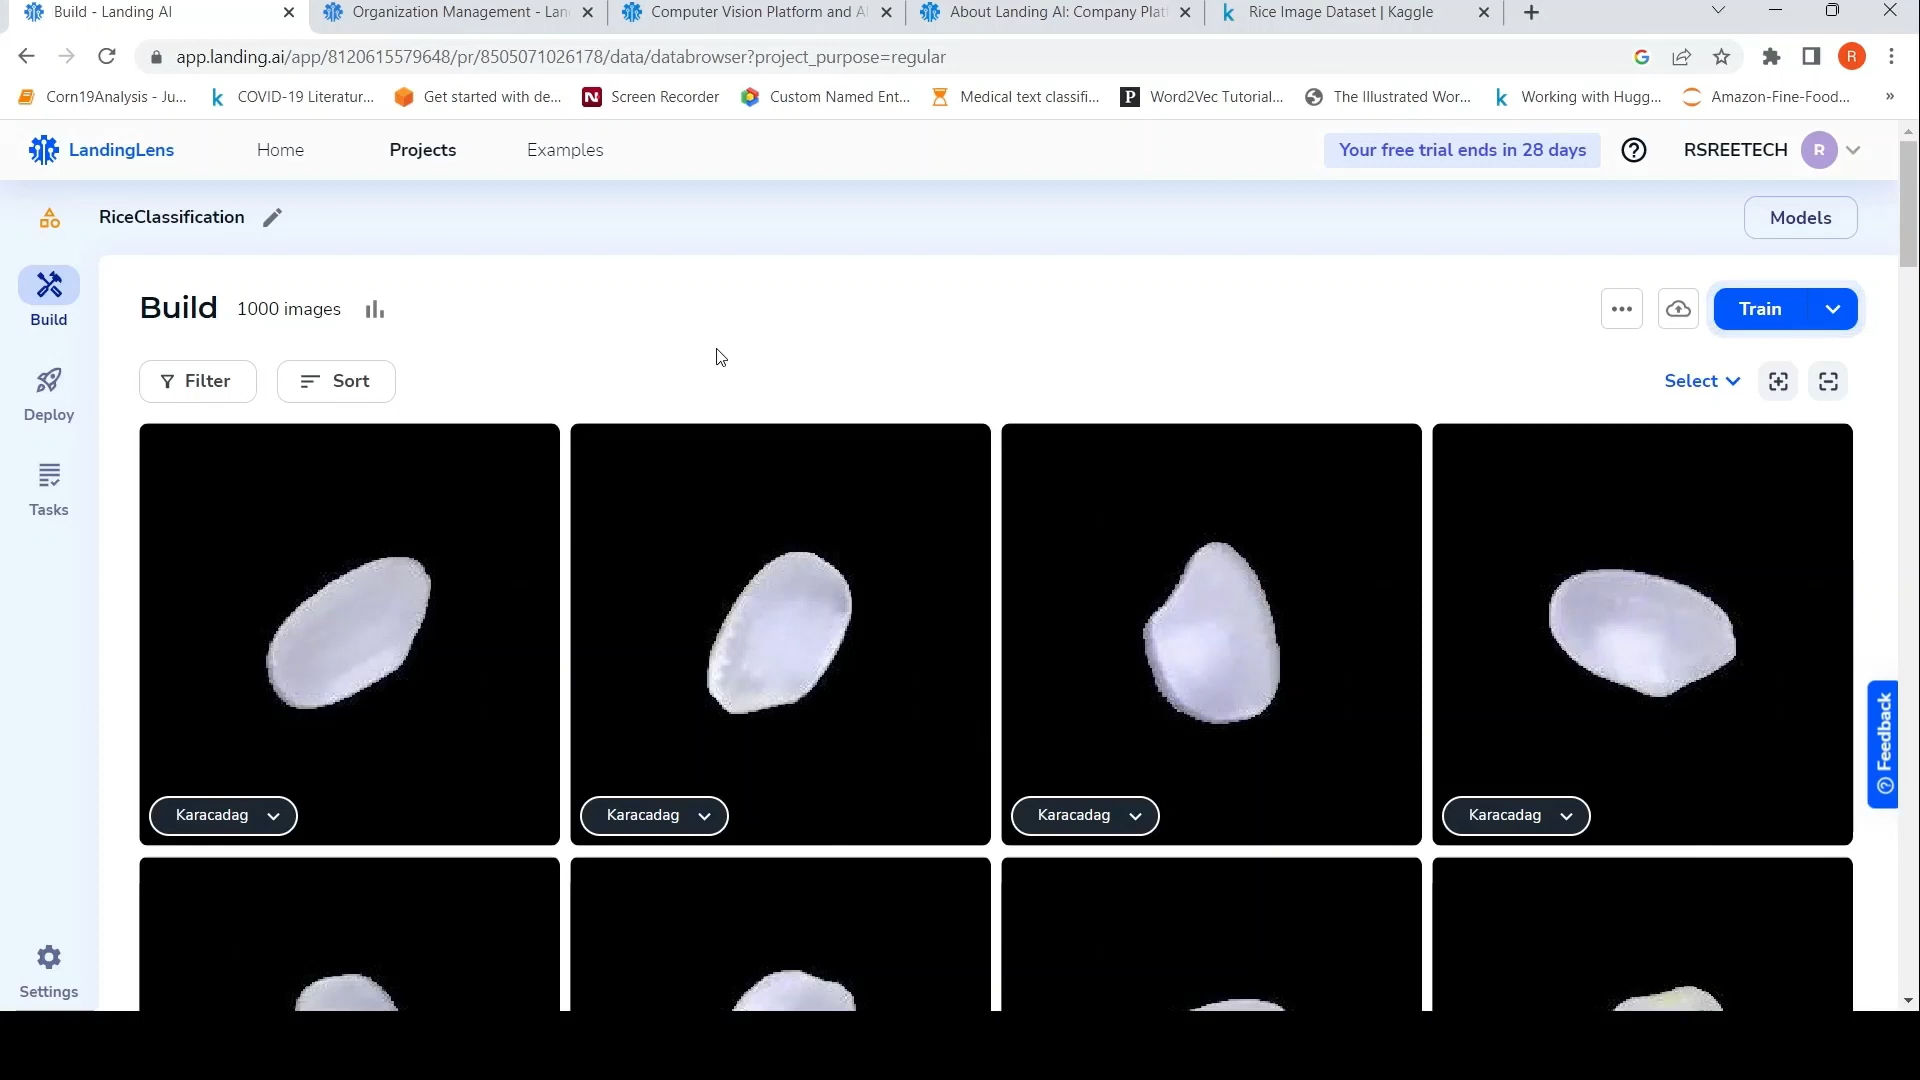 Build - Landing AI
Organization Management - Lan
Computer Vision Platform and AI
About Landing AI: Company Plat
Rice Image Dataset | Kaggle
app.landing.ai/app/8120615579648/pr/8505071026178/data/databrowser?project_purpose=regular
R
Corn19Analysis - Ju...
COVID-19 Literatur...
Get started with de...
Screen Recorder
Custom Named Ent...
Medical text classifi...
Word2Vec Tutorial...
The Illustrated Wor...
Working with Hugg...
Amazon-Fine-Food...
»
LandingLens
Home
Projects
Examples
Your free trial ends in 28 days
RSREETECH
R
RiceClassification
Models
Build
Build
1000 images
Train
Deploy
Filter
Sort
Select
Tasks
Feedback
Karacadag
Karacadag
Karacadag
Karacadag
Settings